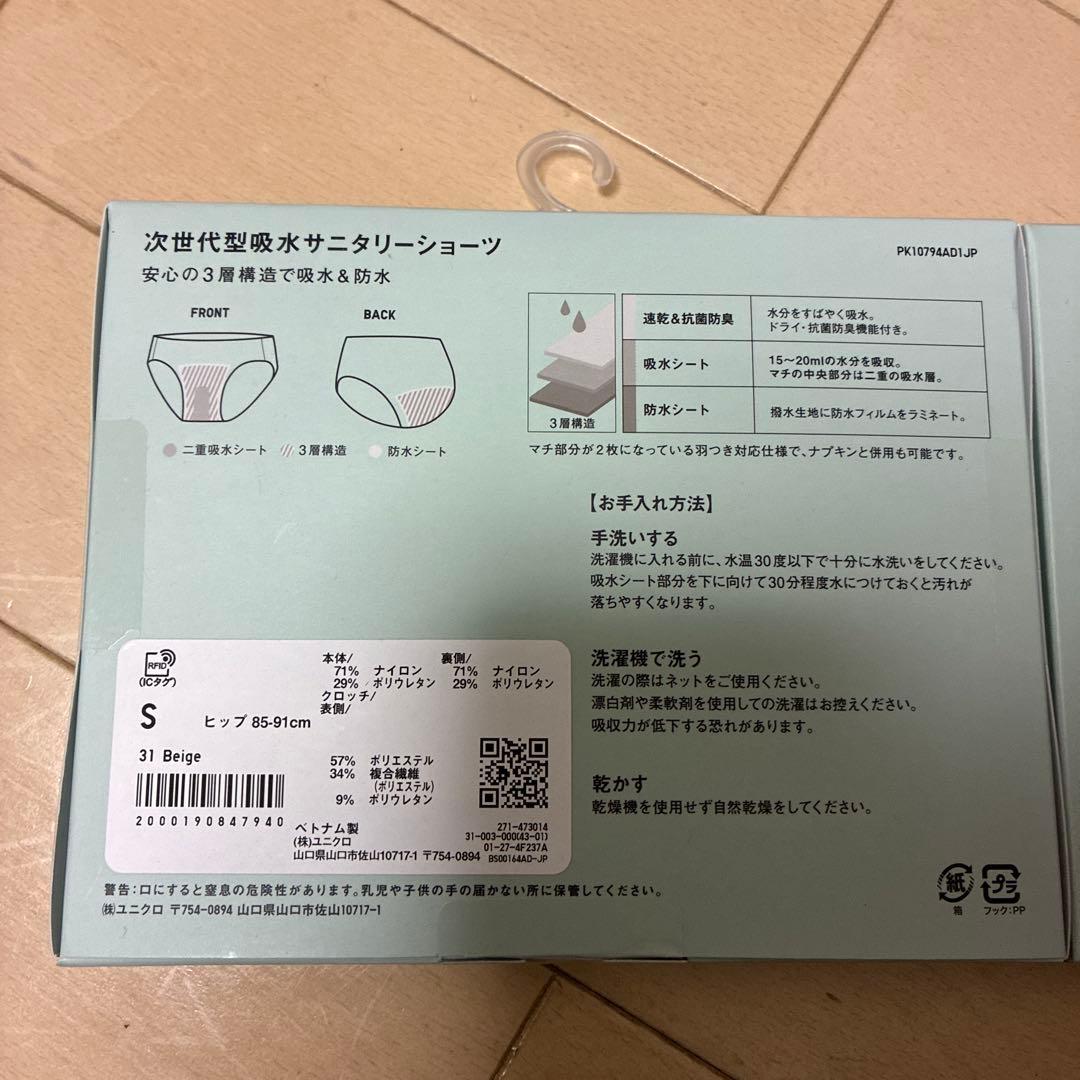 次世代型吸水サニタリーショーツ
安心の3層構造で吸水&防水
PK10794AD1JP
FRONT
BACK
二重吸水シート
3層構造
防水シート
3層構造
速乾&抗菌防臭
水分をすばやく吸水。
ドライ・抗菌防臭機能付き。
吸水シート
15〜20mlの水分を吸収。
マチの中央部分は二重の吸水層。
防水シート
撥水生地に防水フィルムをラミネート。
マチ部分が2枚になっている羽つき対応仕様で、ナプキンと併用も可能です。
【お手入れ方法】
手洗いする
洗濯機に入れる前に、水温30度以下で十分に水洗いをしてください。
吸水シート部分を下に向けて30分程度水につけておくと汚れが
落ちやすくなります。
洗濯機で洗う
洗濯の際はネットをご使用ください。
漂白剤や柔軟剤を使用しての洗濯はお控えください。
吸収力が低下する恐れがあります。
乾かす
乾燥機を使用せず自然乾燥をしてください。
RFID
(ICタグ)
S
ヒップ 85-91cm
31 Beige
2000190847940
本体/
71% ナイロン
29% ポリウレタン
クロッチ/
表側/
57% ポリエステル
34% 複合繊維
(ポリエステル)
9% ポリウレタン
裏側/
71% ナイロン
29% ポリウレタン
ベトナム製
(株)ユニクロ
山口県山口市佐山10717-1 〒754-0894
271-473014
31-003-000(43-01)
01-27-4F237A
BS00164AD-JP
警告:口にすると窒息の危険性があります。乳児や子供の手の届かない所に保管してください。
㈱ユニクロ 〒754-0894 山口県山口市佐山10717-1
紙
箱
プラ
フック:PP